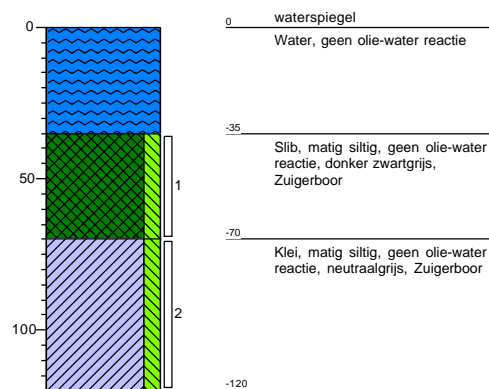 0
50
100
1
2
0
waterspiegel
Water, geen olie-water reactie
-35
Slib, matig siltig, geen olie-water
reactie, donker zwartgrijs,
Zuigerboor
-70
Klei, matig siltig, geen olie-water
reactie, neutraalgrijs, Zuigerboor
-120